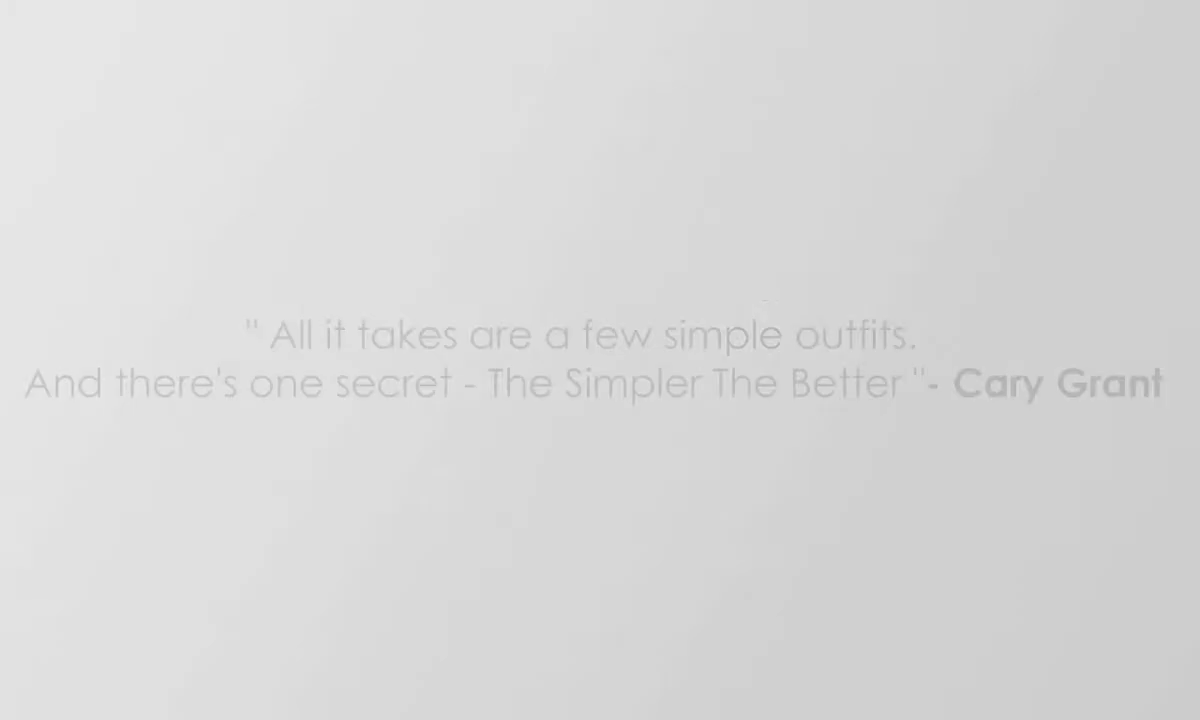 " All it takes are a few simple outfits.
And there's one secret - The Simpler The Better "- Cary Grant